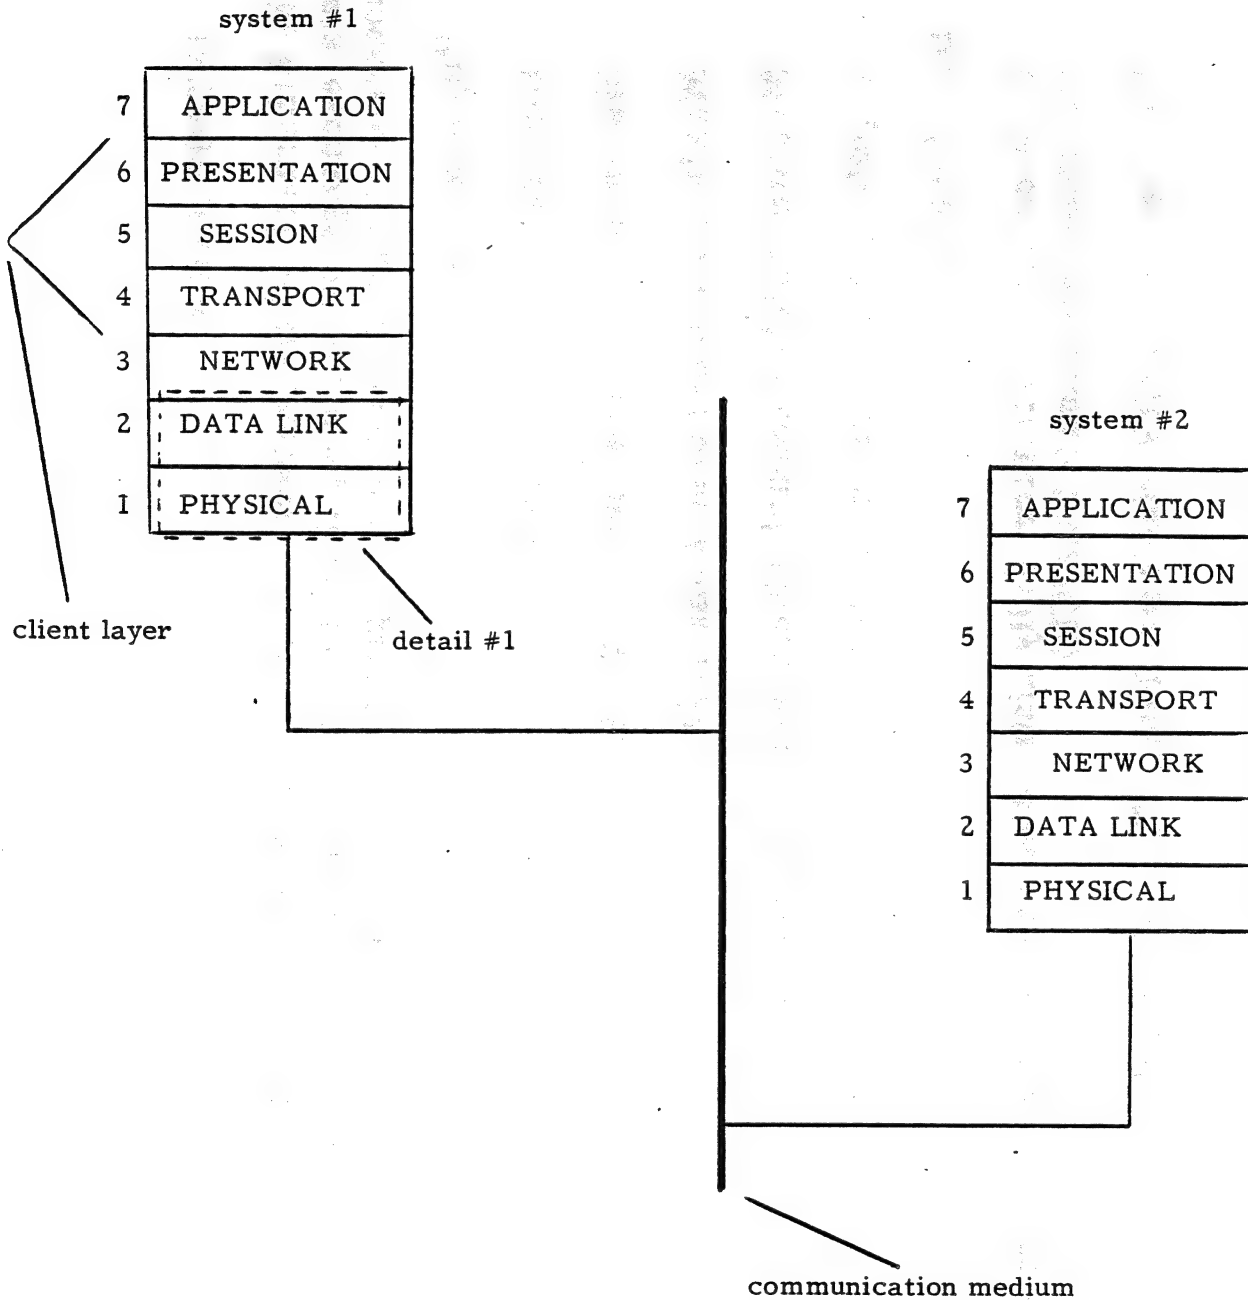 system #1
7 APPLICATION
6 PRESENTATION
5 SESSION
4 TRANSPORT
3 NETWORK
2 DATA LINK
1 PHYSICAL
client layer
detail #1
system #2
7 APPLICATION
6 PRESENTATION
5 SESSION
4 TRANSPORT
3 NETWORK
2 DATA LINK
1 PHYSICAL
communication medium